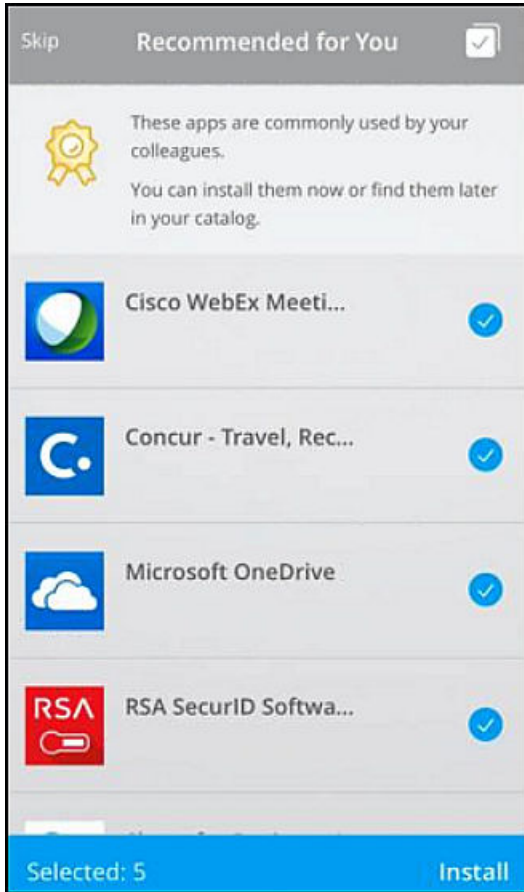 Skip
Recommended for You
These apps are commonly used by your
colleagues.
You can install them now or find them later
in your catalog.
Cisco WebEx Meeti...
C.
Concur - Travel, Rec...
Microsoft OneDrive
RSA
RSA SecurID Softwa...
Selected: 5
Install